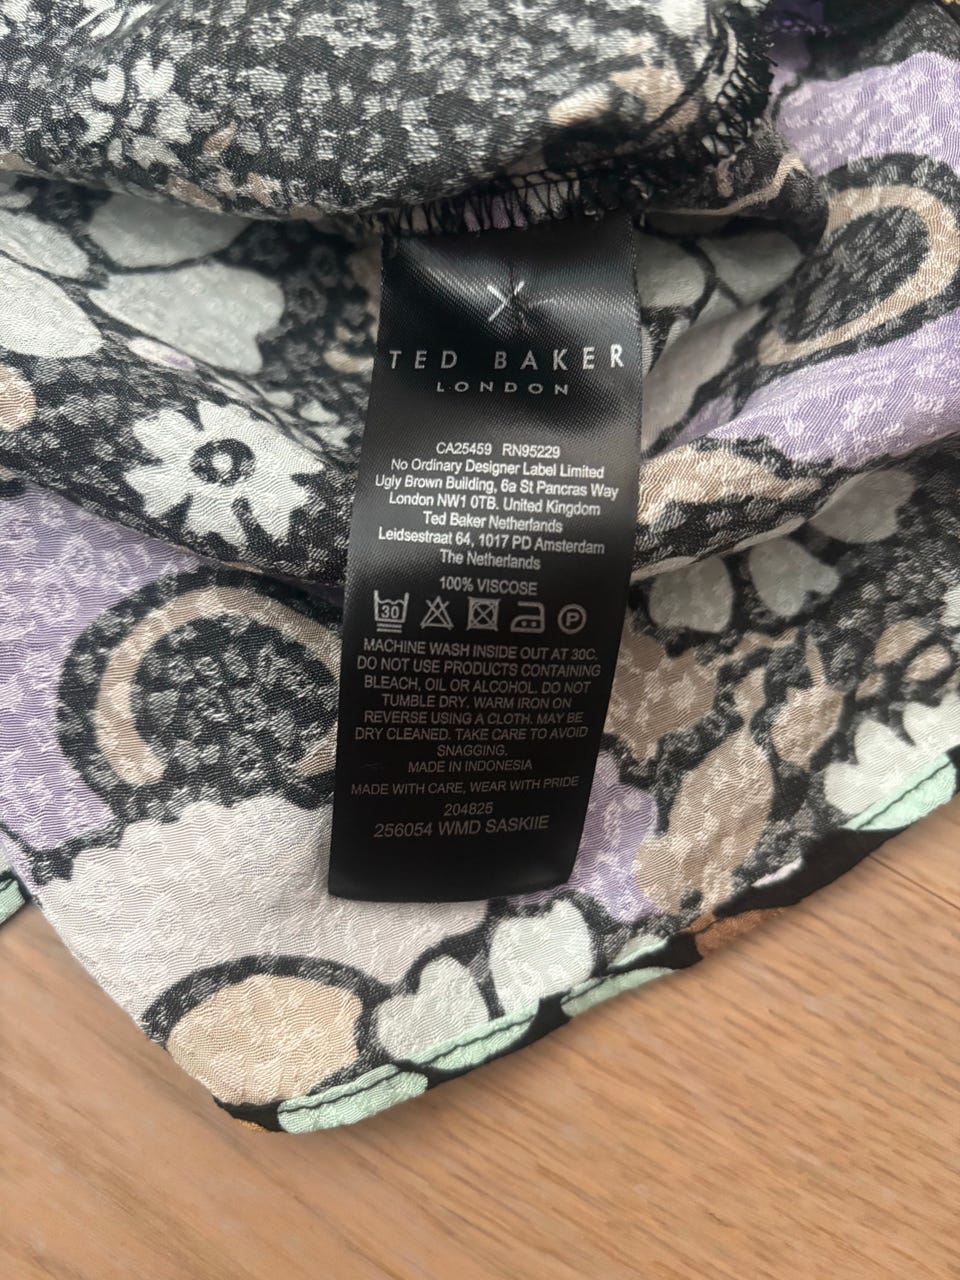 TED BAKER
LONDON
CA25459 RN95229
No Ordinary Designer Label Limited
Ugly Brown Building, 6a St Pancras Way
London NW1 0TB. United Kingdom
Ted Baker Netherlands
Leidsestraat 64, 1017 PD Amsterdam
The Netherlands
100% VISCOSE
30 P
MACHINE WASH INSIDE OUT AT 30C.
DO NOT USE PRODUCTS CONTAINING
BLEACH, OIL OR ALCOHOL. DO NOT
TUMBLE DRY. WARM IRON ON
REVERSE USING A CLOTH. MAY BE
DRY CLEANED. TAKE CARE TO AVOID
SNAGGING.
MADE IN INDONESIA
MADE WITH CARE, WEAR WITH PRIDE
204825
256054 WMD SASKIIE